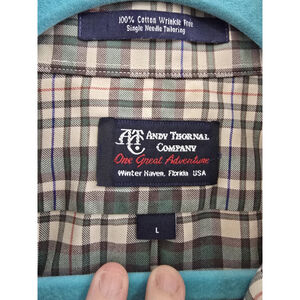 100% Cotton Wrinkle Free
Single Needle Tailoring
ATC
ANDY THORNAL
COMPANY
One Great Adventure
Winter Haven, Florida USA
L